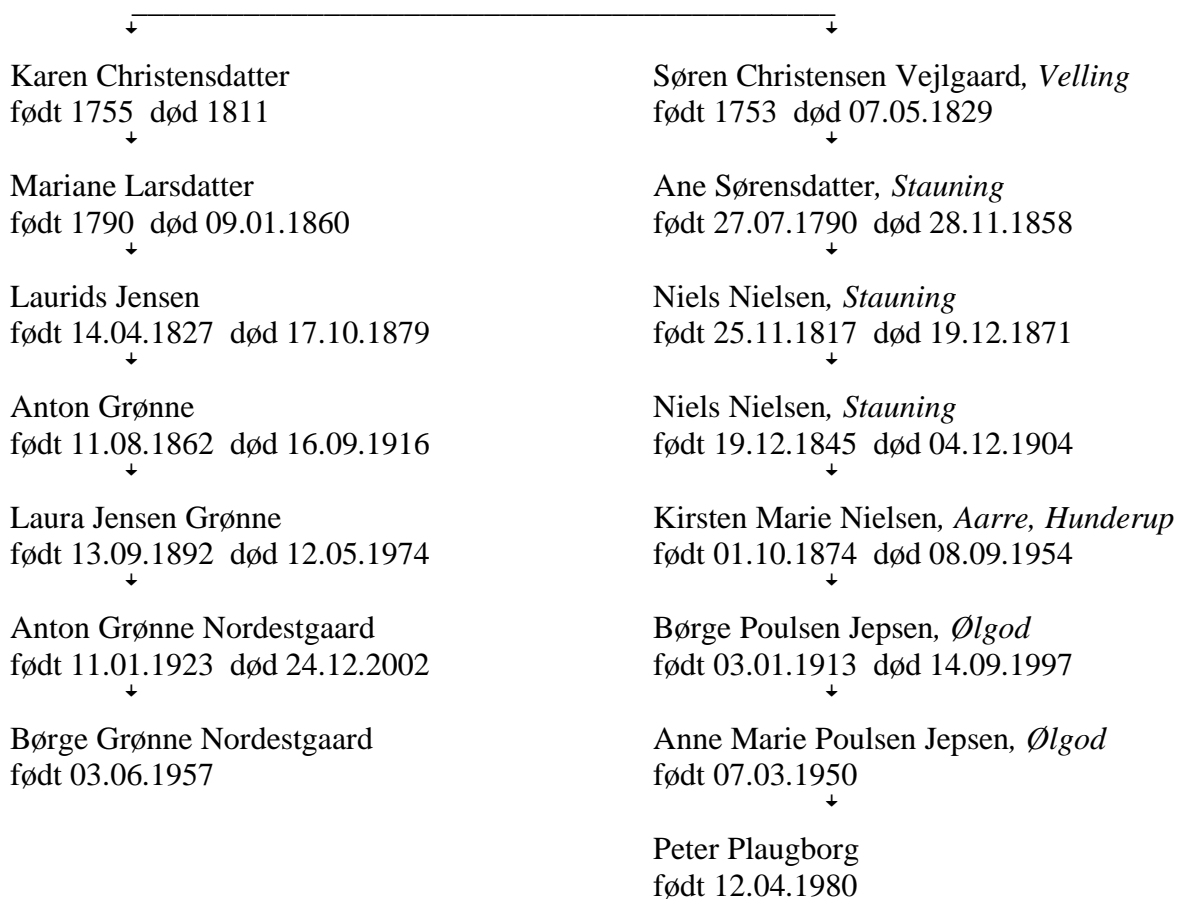 Karen Christensdatter
født 1755 død 1811
Mariane Larsdatter
født 1790 død 09.01.1860
Laurids Jensen
født 14.04.1827 død 17.10.1879
Anton Grønne
født 11.08.1862 død 16.09.1916
Laura Jensen Grønne
født 13.09.1892 død 12.05.1974
Anton Grønne Nordestgaard
født 11.01.1923 død 24.12.2002
Børge Grønne Nordestgaard
født 03.06.1957
Søren Christensen Vejlgaard, Velling
født 1753 død 07.05.1829
Ane Sørensdatter, Stauning
født 27.07.1790 død 28.11.1858
Niels Nielsen, Stauning
født 25.11.1817 død 19.12.1871
Niels Nielsen, Stauning
født 19.12.1845 død 04.12.1904
Kirsten Marie Nielsen, Aarre, Hunderup
født 01.10.1874 død 08.09.1954
Børge Poulsen Jepsen, Ølgod
født 03.01.1913 død 14.09.1997
Anne Marie Poulsen Jepsen, Ølgod
født 07.03.1950
Peter Plaugborg
født 12.04.1980